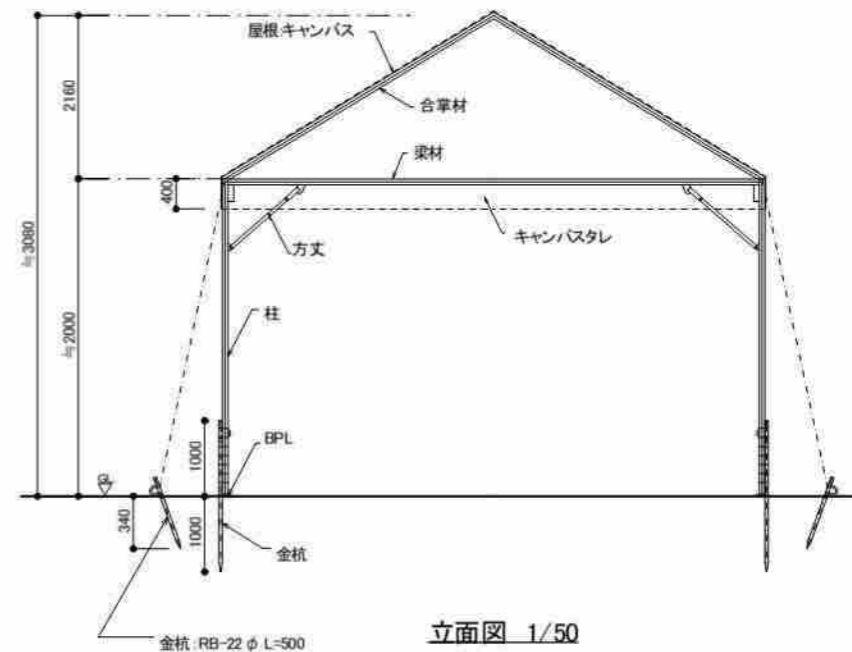 屋根:キャンバス
合掌材
梁材
2160
400
キャンバスタレ
方丈
≒3080
≒2000
柱
1000
BPL
GL
340
1000
金杭
金杭:RB-22φ L=500
立面図 1/50